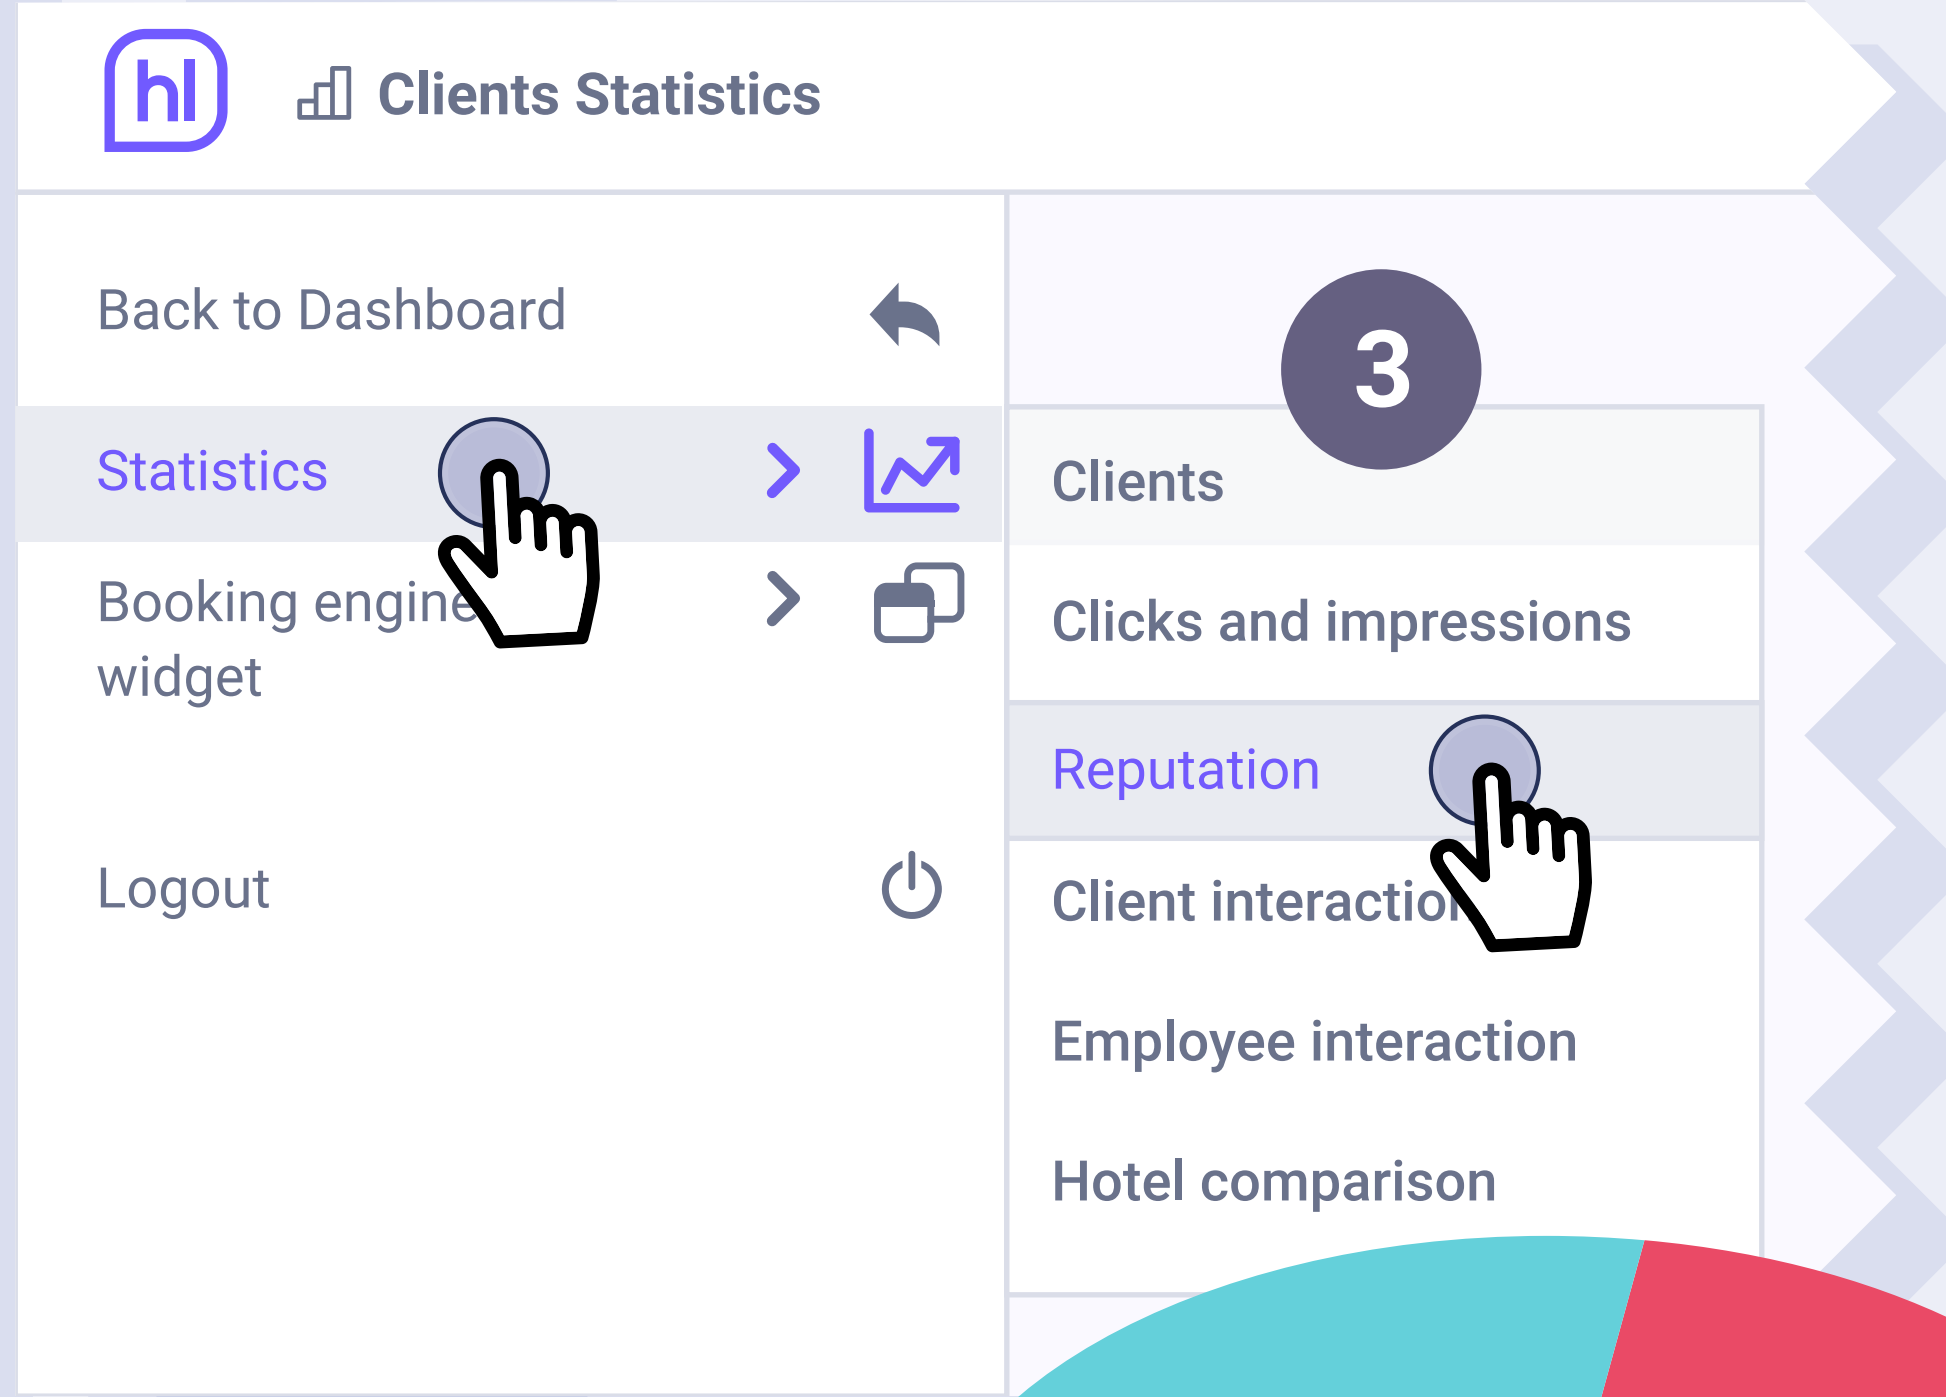 hl
Clients Statistics
Back to Dashboard
Statistics
Booking engine
widget
Logout
3
Clients
Clicks and impressions
Reputation
Client interaction
Employee interaction
Hotel comparison